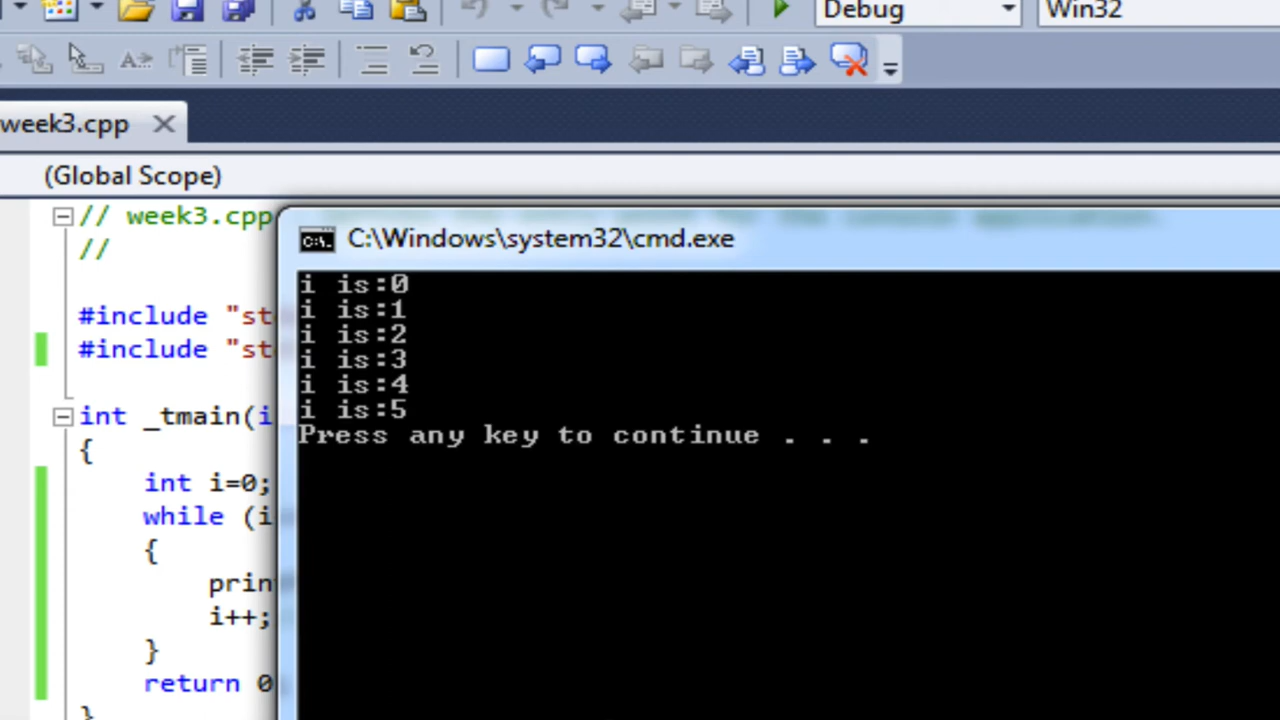 Debug Win32
week3.cpp
(Global Scope)
// week3.cpp
//
C:\Windows\system32\cmd.exe
#include "st
#include "st
int _tmain(i
{
int i=0;
while (i
{
prin
i++;
}
return 0
}
i is:0
i is:1
i is:2
i is:3
i is:4
i is:5
Press any key to continue . . .